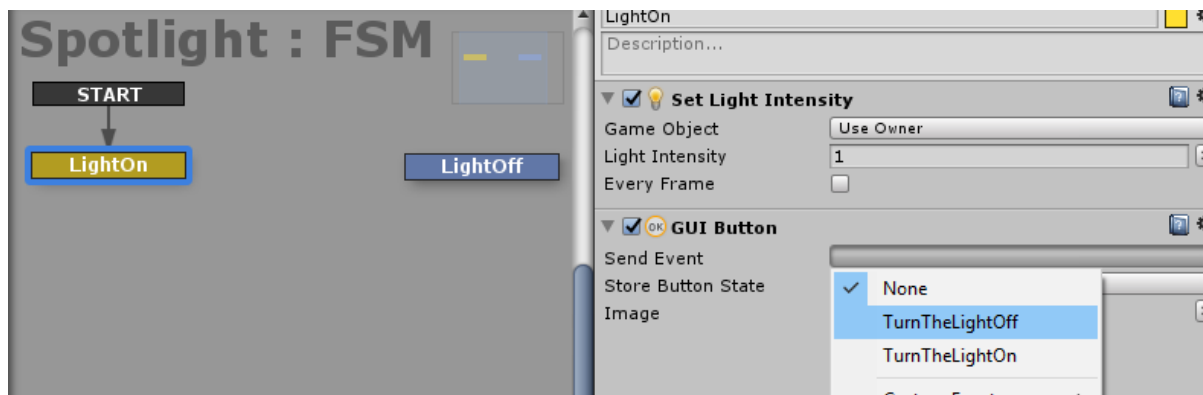 Spotlight : FSM
START
LightOn
LightOff
LightOn
Description...
Set Light Intensity
Game Object Use Owner
Light Intensity 1
Every Frame
OK GUI Button
Send Event
Store Button State
Image
None
TurnTheLightOff
TurnTheLightOn